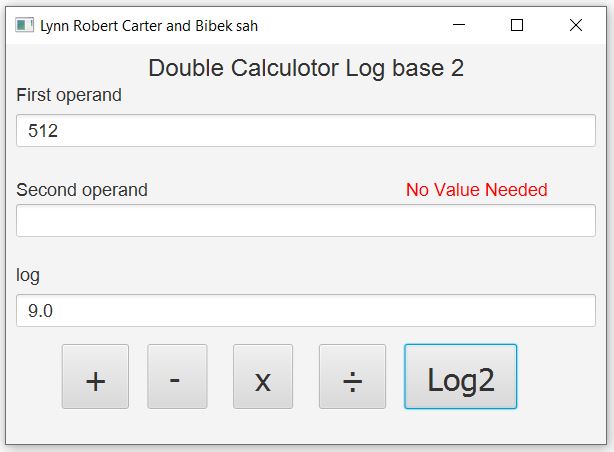 Lynn Robert Carter and Bibek sah
Double Calculotor Log base 2
First operand
512
Second operand No Value Needed
log
9.0
+ - x ÷ Log2